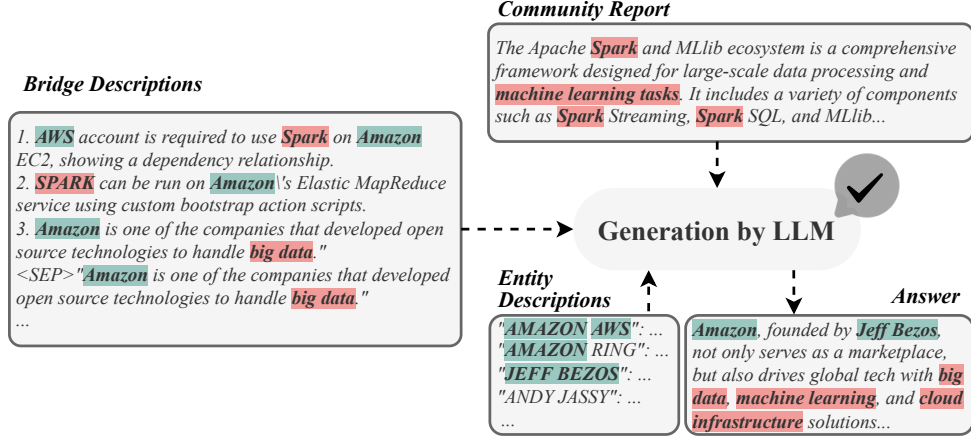 Community Report
The Apache Spark and MLlib ecosystem is a comprehensive
framework designed for large-scale data processing and
machine learning tasks. It includes a variety of components
such as Spark Streaming, Spark SQL, and MLlib...
Bridge Descriptions
1. AWS account is required to use Spark on Amazon
EC2, showing a dependency relationship.
2. SPARK can be run on Amazon\'s Elastic MapReduce
service using custom bootstrap action scripts.
3. Amazon is one of the companies that developed open
source technologies to handle big data."
<SEP>"Amazon is one of the companies that developed
open source technologies to handle big data."
...
Generation by LLM
Entity
Descriptions
"AMAZON AWS": ...
"AMAZON RING": ...
"JEFF BEZOS": ...
"ANDY JASSY": ...
...
Answer
Amazon, founded by Jeff Bezos,
not only serves as a marketplace,
but also drives global tech with big
data, machine learning, and cloud
infrastructure solutions...